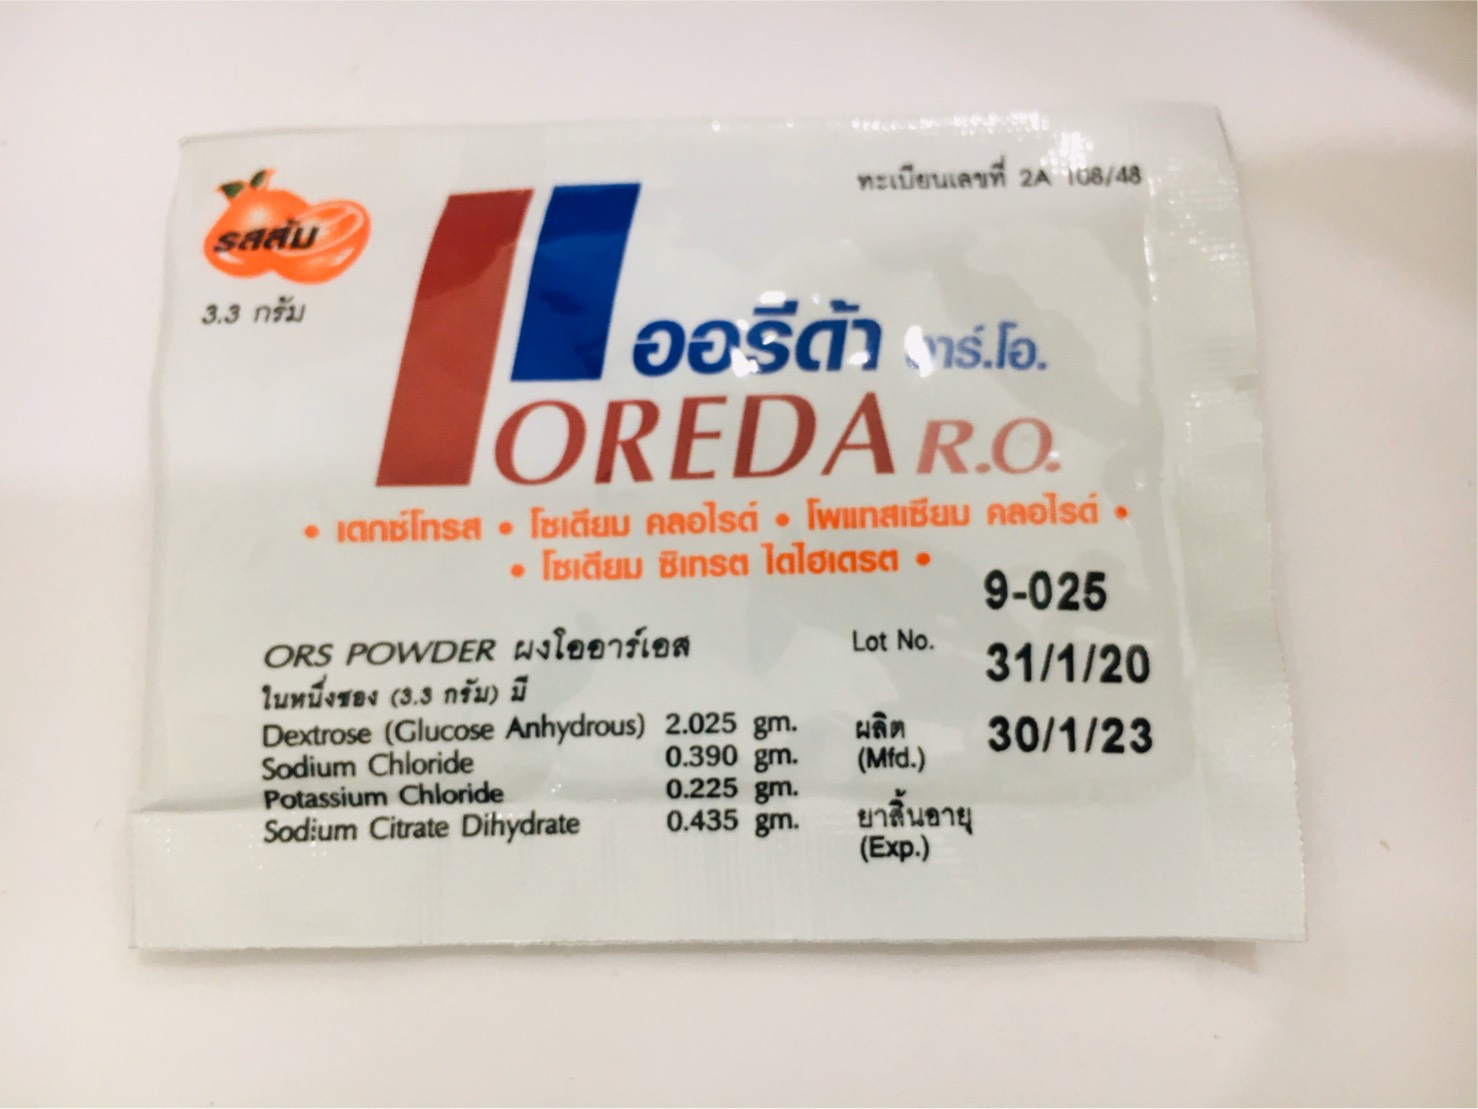 รสส้ม
3.3 กรัม
ทะเบียนเลขที่ 2A 108/48
ออรีด้า อาร์.โอ.
OREDA R.O.
• เดกซ์โทรส • โซเดียม คลอไรด์ • โพแทสเซียม คลอไรด์ •
• โซเดียม ซิเทรต ไดไฮเดรต •
ORS POWDER ผงโออาร์เอส
ในหนึ่งซอง (3.3 กรัม) มี
Dextrose (Glucose Anhydrous) 2.025 gm.
Sodium Chloride 0.390 gm.
Potassium Chloride 0.225 gm.
Sodium Citrate Dihydrate 0.435 gm.
9-025
Lot No.
31/1/20
ผลิต
30/1/23
(Mfd.)
ยาสิ้นอายุ
(Exp.)